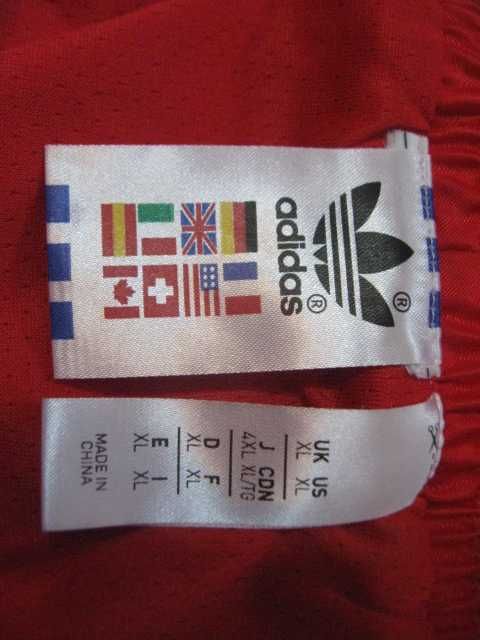 adidas
®
®
UK US
XL XL
J CDN
4XL XL/TG
D F
XL XL
E I
XL XL
MADE IN
CHINA